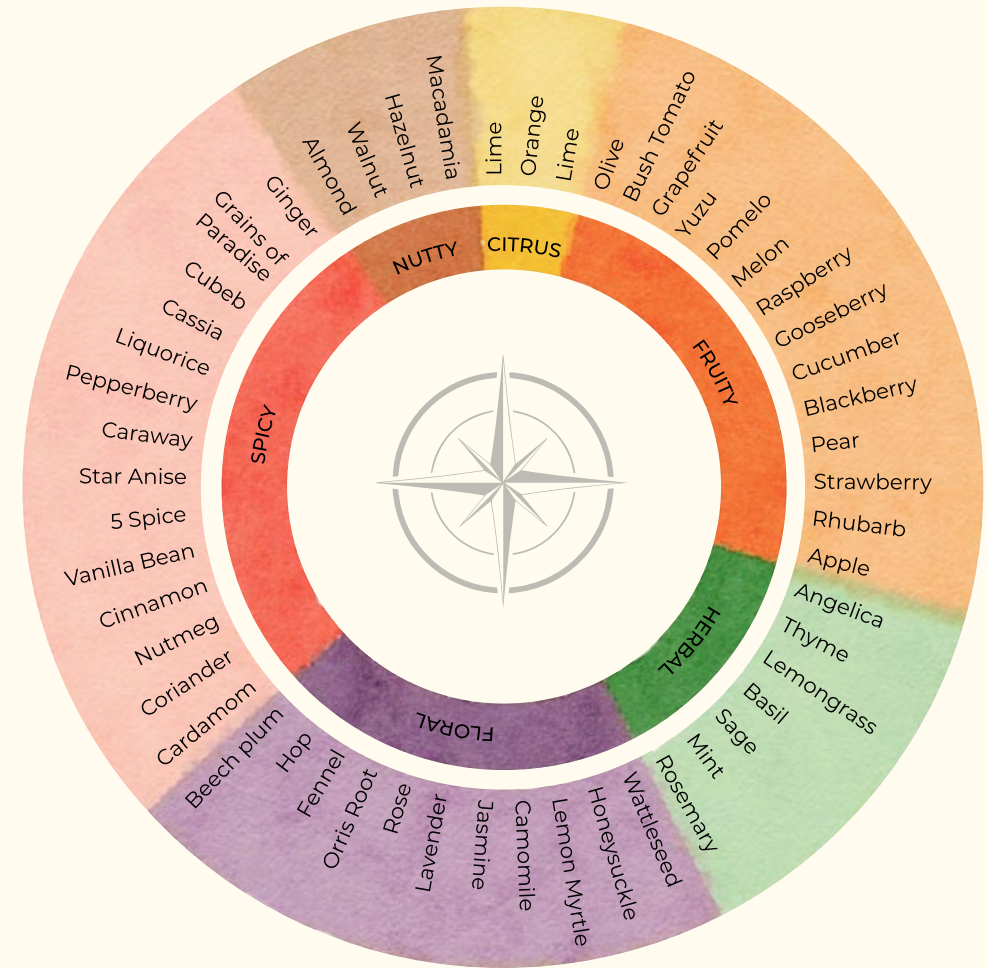 NUTTY
Almond
Walnut
Hazelnut
Macadamia
CITRUS
Lime
Orange
Lime
FRUITY
Olive
Bush Tomato
Grapefruit
Yuzu
Pomelo
Melon
Raspberry
Gooseberry
Cucumber
Blackberry
Pear
Strawberry
Rhubarb
Apple
HERBAL
Angelica
Thyme
Lemongrass
Basil
Sage
Mint
Rosemary
FLORAL
Wattleseed
Honeysuckle
Lemon Myrtle
Camomile
Jasmine
Lavender
Rose
Orris Root
Fennel
Hop
Beech plum
SPICY
Cardamom
Coriander
Nutmeg
Cinnamon
Vanilla Bean
5 Spice
Star Anise
Caraway
Pepperberry
Liquorice
Cassia
Cubeb
Grains of
Paradise
Ginger